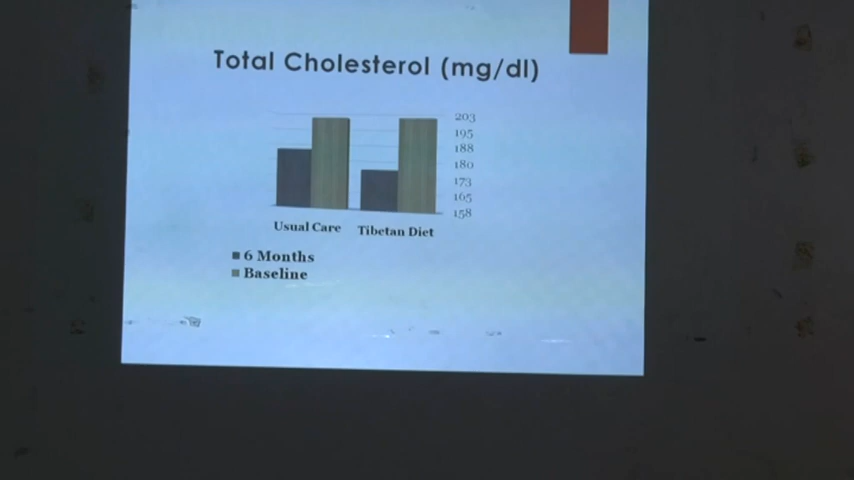 Total Cholesterol (mg/dl)
203
195
188
180
173
165
158
Usual Care Tibetan Diet
6 Months
Baseline